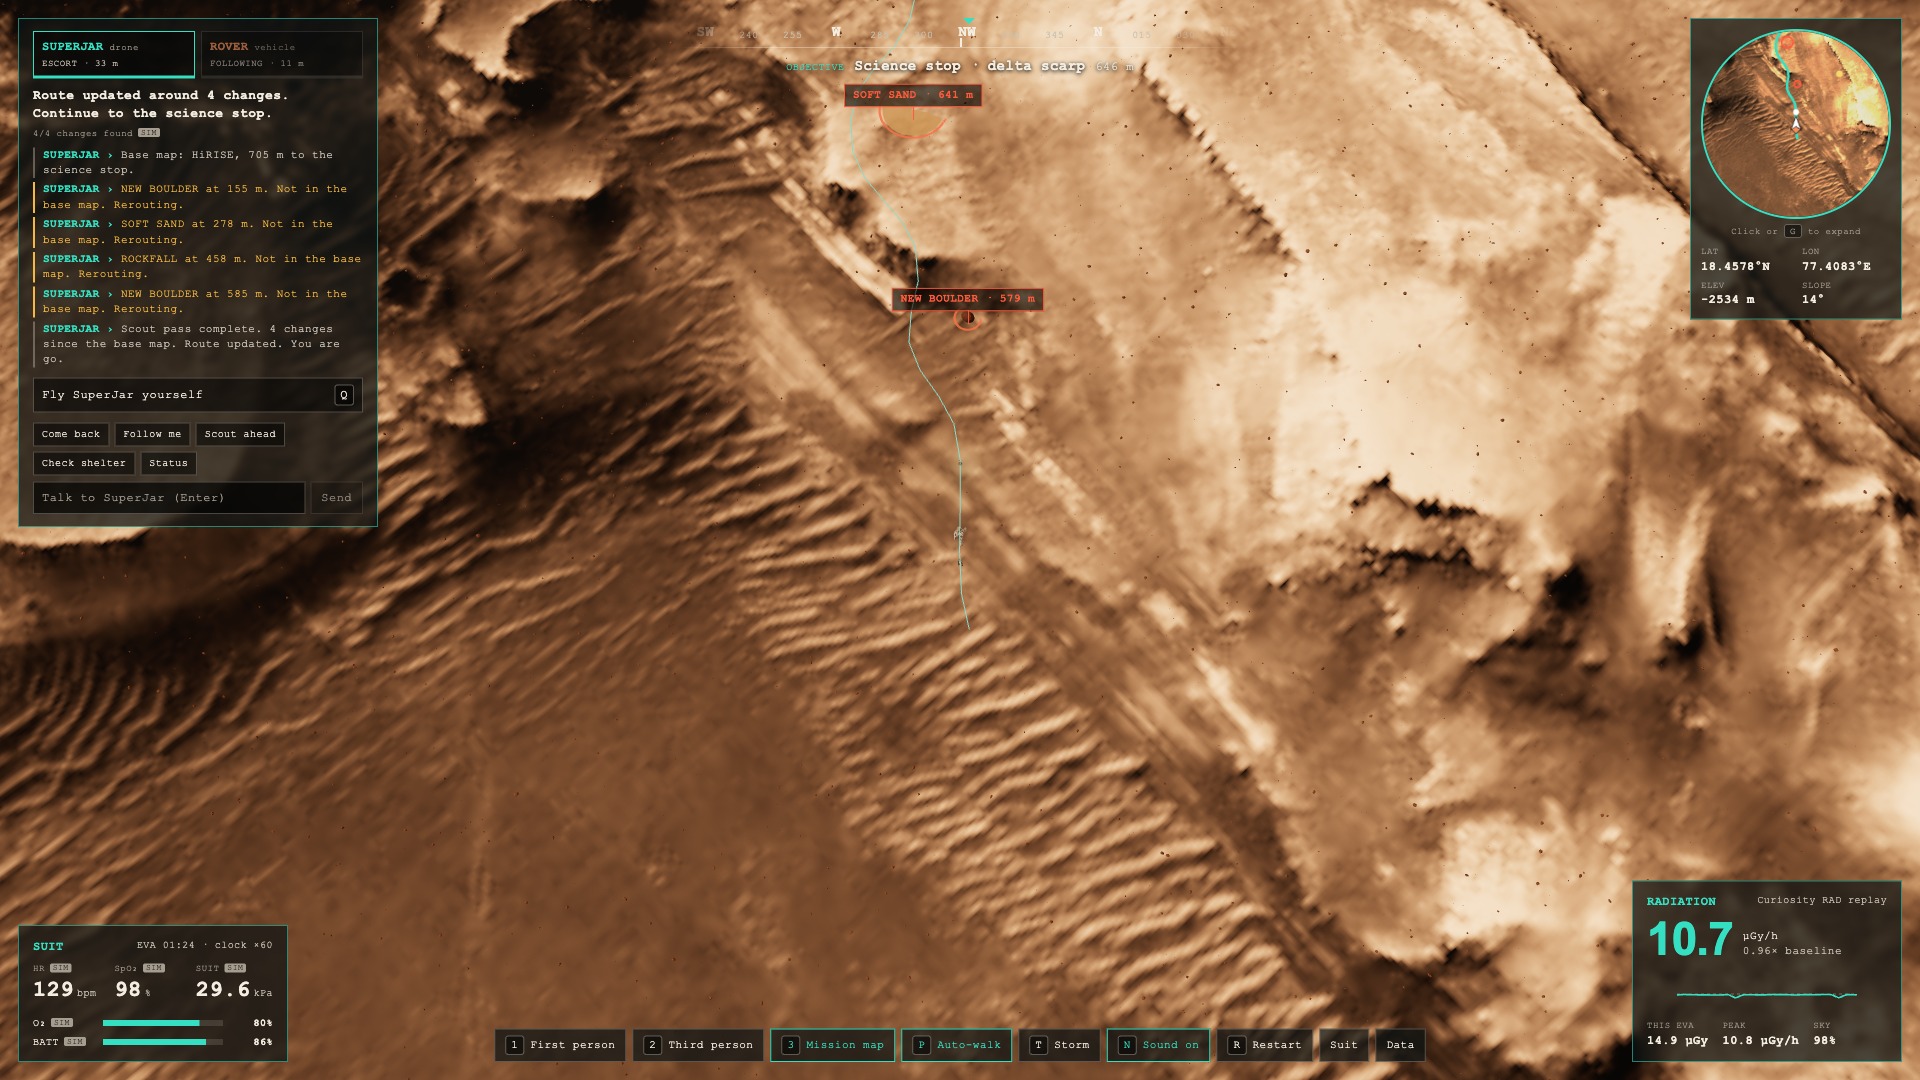 SUPERJAR drone
ESCORT · 33 m
ROVER vehicle
FOLLOWING · 11 m
Route updated around 4 changes.
Continue to the science stop.
4/4 changes found SIM
SUPERJAR › Base map: HiRISE, 705 m to the
science stop.
SUPERJAR › NEW BOULDER at 155 m. Not in the
base map. Rerouting.
SUPERJAR › SOFT SAND at 278 m. Not in the
base map. Rerouting.
SUPERJAR › ROCKFALL at 458 m. Not in the base
map. Rerouting.
SUPERJAR › NEW BOULDER at 585 m. Not in the
base map. Rerouting.
SUPERJAR › Scout pass complete. 4 changes
since the base map. Route updated. You are
go.
Fly SuperJar yourself Q
Come back Follow me Scout ahead
Check shelter Status
Talk to SuperJar (Enter) Send
SW 240 255 W NW 345 N 015
OBJECTIVE Science stop · delta scarp 646 m
SOFT SAND · 641 m
NEW BOULDER · 579 m
Click or G to expand
LAT LON
18.4578°N 77.4083°E
ELEV SLOPE
-2534 m 14°
SUIT EVA 01:24 · clock ×60
HR SIM SpO₂ SIM SUIT SIM
129 bpm 98 % 29.6 kPa
O₂ SIM 80%
BATT SIM 86%
1 First person 2 Third person 3 Mission map P Auto-walk T Storm N Sound on R Restart Suit Data
RADIATION Curiosity RAD replay
10.7 µGy/h
0.96× baseline
THIS EVA PEAK SKY
14.9 µGy 10.8 µGy/h 98%